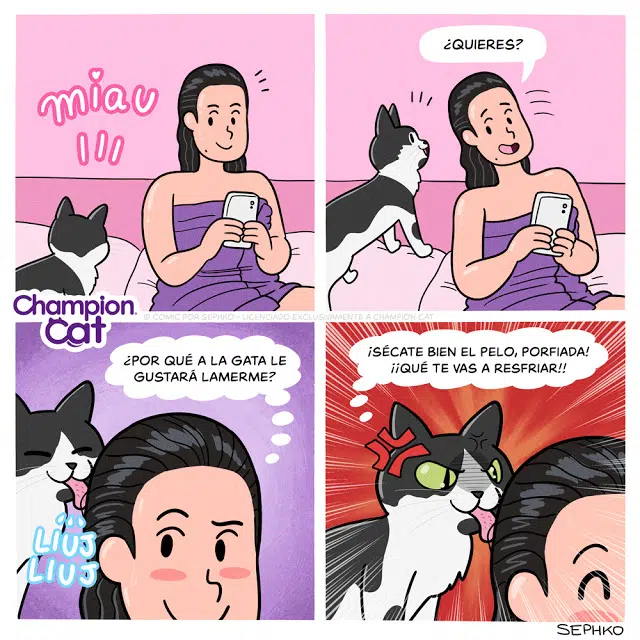 miau
¿QUIERES?
Champion
Cat
© COMIC POR SEPHKO - LICENCIADO EXCLUSIVAMENTE A CHAMPION CAT
¿POR QUÉ A LA GATA LE
GUSTARÁ LAMERME?
LIUJ
LIUJ
¡SÉCATE BIEN EL PELO, PORFIADA!
¡¡QUÉ TE VAS A RESFRIAR!!
SEPHKO